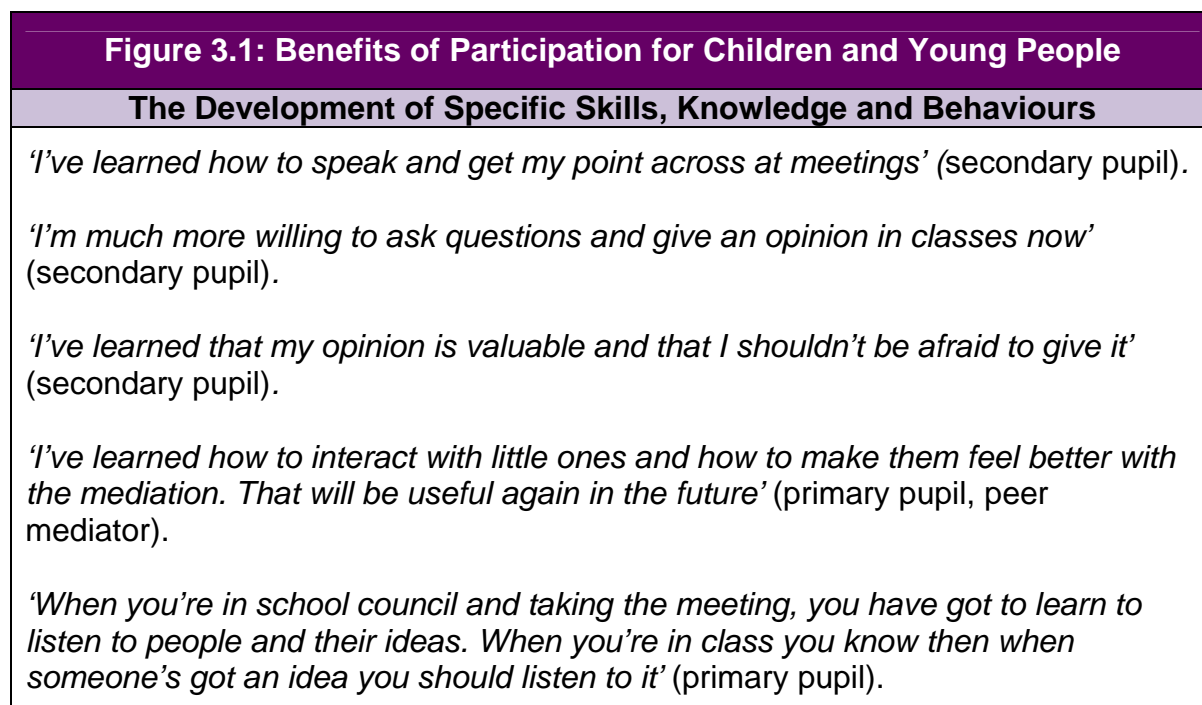 Figure 3.1: Benefits of Participation for Children and Young People
The Development of Specific Skills, Knowledge and Behaviours
‘I’ve learned how to speak and get my point across at meetings’ (secondary pupil).
‘I’m much more willing to ask questions and give an opinion in classes now’
(secondary pupil).
‘I’ve learned that my opinion is valuable and that I shouldn’t be afraid to give it’
(secondary pupil).
‘I’ve learned how to interact with little ones and how to make them feel better with
the mediation. That will be useful again in the future’ (primary pupil, peer
mediator).
‘When you’re in school council and taking the meeting, you have got to learn to
listen to people and their ideas. When you’re in class you know then when
someone’s got an idea you should listen to it’ (primary pupil).